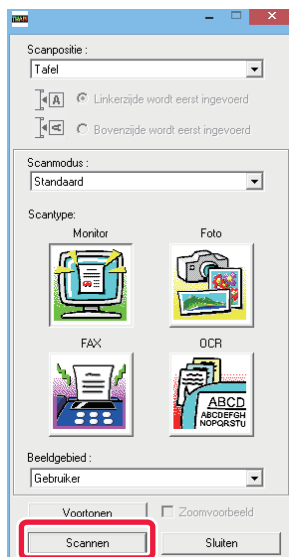 TWAIN
Scanpositie :
Tafel
A
Linkerzijde wordt eerst ingevoerd
A
Bovenzijde wordt eerst ingevoerd
Scanmodus :
Standaard
Scantype:
Monitor Foto
FAX OCR
ABCD
ABCDEFGH
NOPQRSTU
Beeldgebied :
Gebruiker
Voortonen Zoomvoorbeeld
Scannen Sluiten